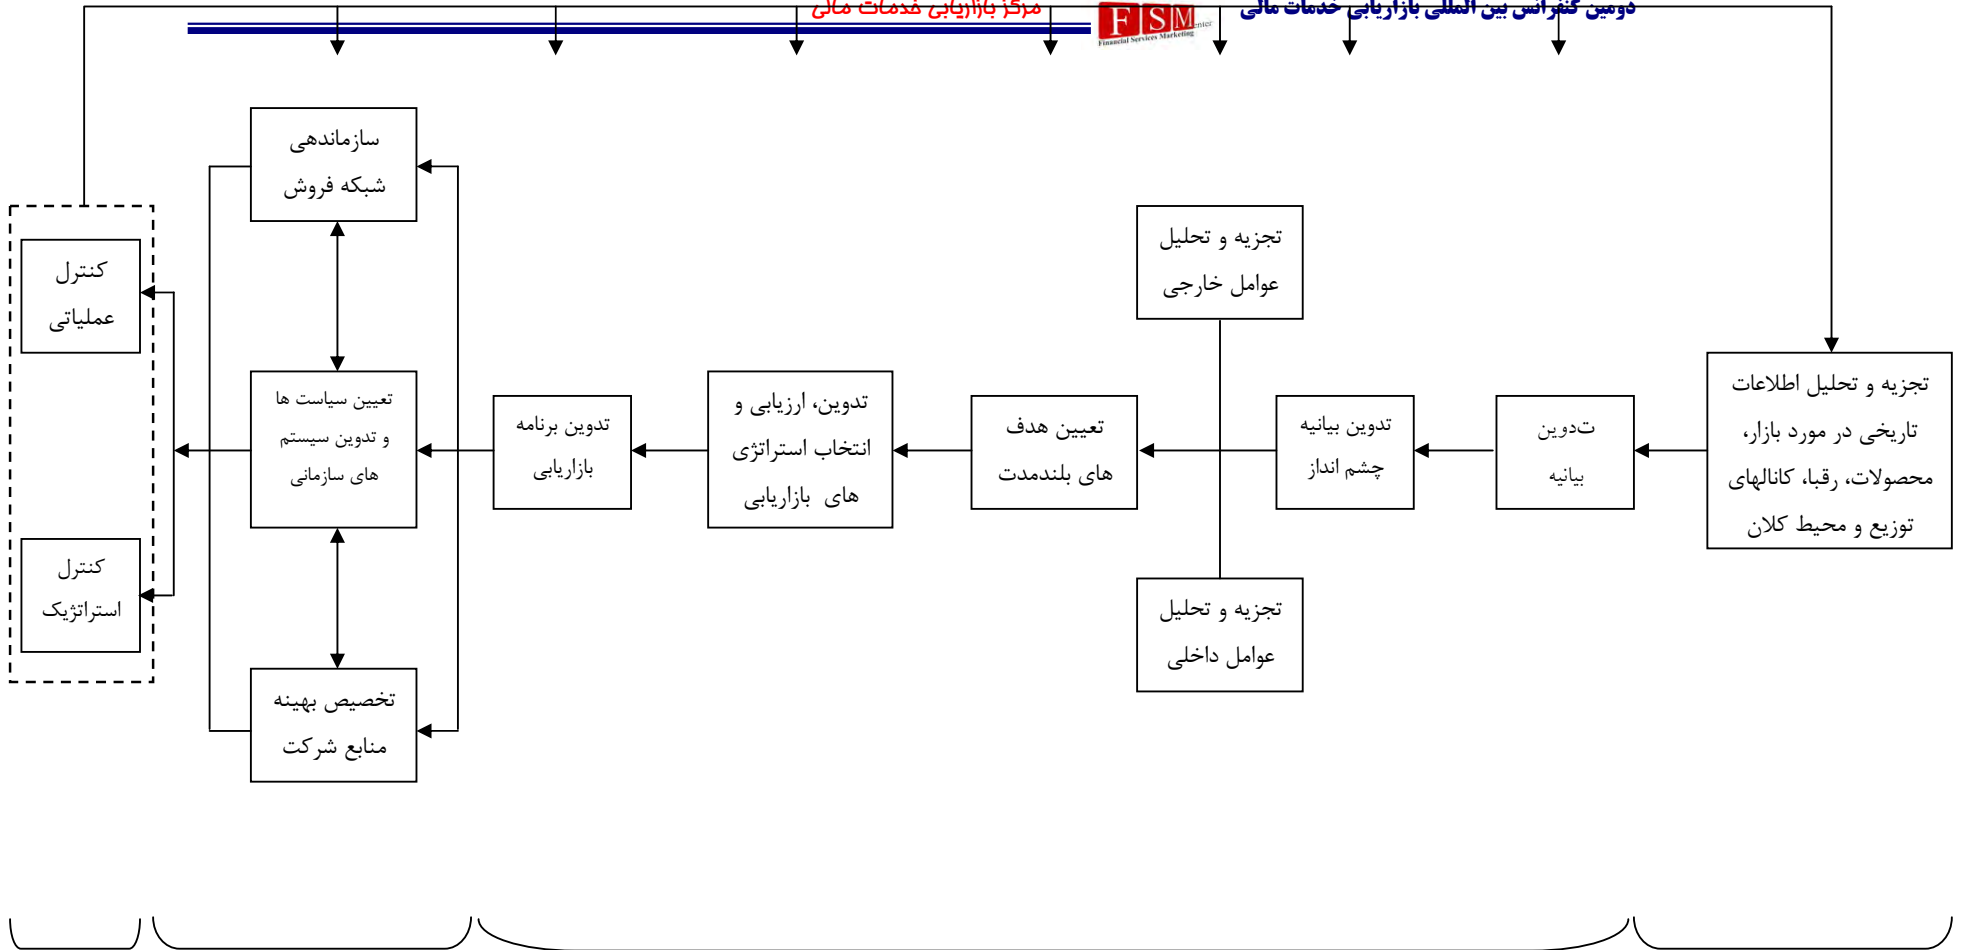 دومین کنفرانس بین المللی بازاریابی خدمات مالی
FSM
enter
Financial Services Marketing
مرکز بازاریابی خدمات مالی
تجزیه و تحلیل اطلاعات
تاریخی در مورد بازار،
محصولات، رقبا، کانالهای
توزیع و محیط کلان
تدوین
بیانیه
تدوین بیانیه
چشم انداز
تجزیه و تحلیل
عوامل خارجی
تجزیه و تحلیل
عوامل داخلی
تعیین هدف
های بلندمدت
تدوین، ارزیابی و
انتخاب استراتژی
های بازاریابی
تدوین برنامه
بازاریابی
سازماندهی
شبکه فروش
تعیین سیاست ها
و تدوین سیستم
های سازمانی
تخصیص بهینه
منابع شرکت
کنترل
عملیاتی
کنترل
استراتژیک